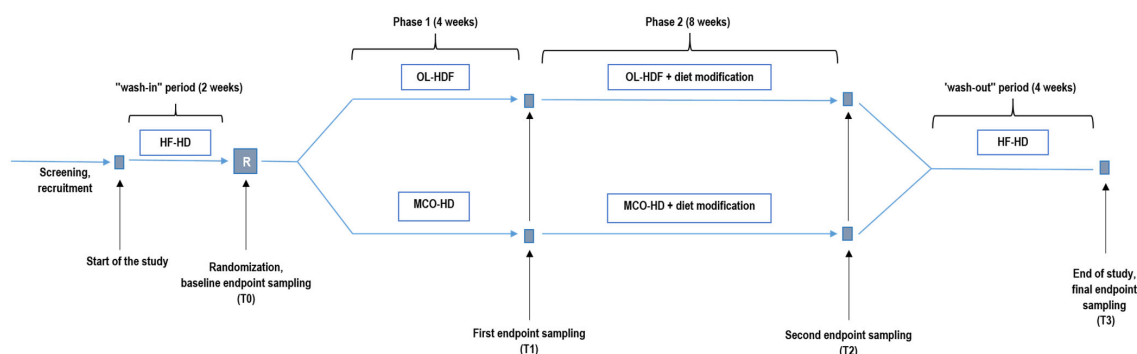 Phase 1 (4 weeks)
Phase 2 (8 weeks)
OL-HDF
OL-HDF + diet modification
"wash-in" period (2 weeks)
'wash-out" period (4 weeks)
HF-HD
HF-HD
R
Screening,
recruitment
MCO-HD
MCO-HD + diet modification
Start of the study
Randomization,
baseline endpoint sampling
(T0)
First endpoint sampling
(T1)
Second endpoint sampling
(T2)
End of study,
final endpoint
sampling
(T3)